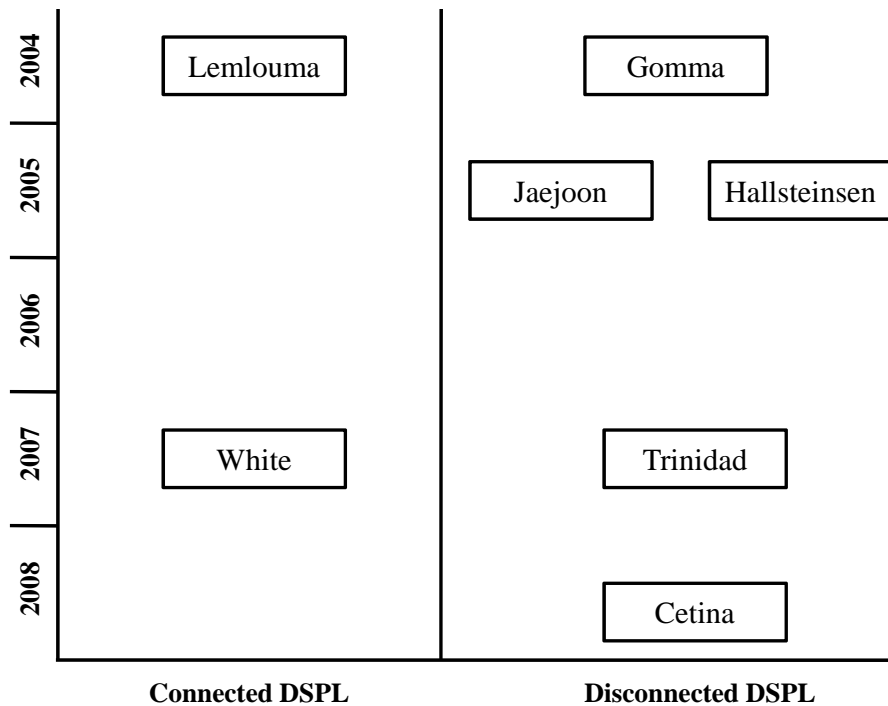 2004
Lemlouma
Gomma
2005
Jaejoon
Hallsteinsen
2006
2007
White
Trinidad
2008
Cetina
Connected DSPL
Disconnected DSPL